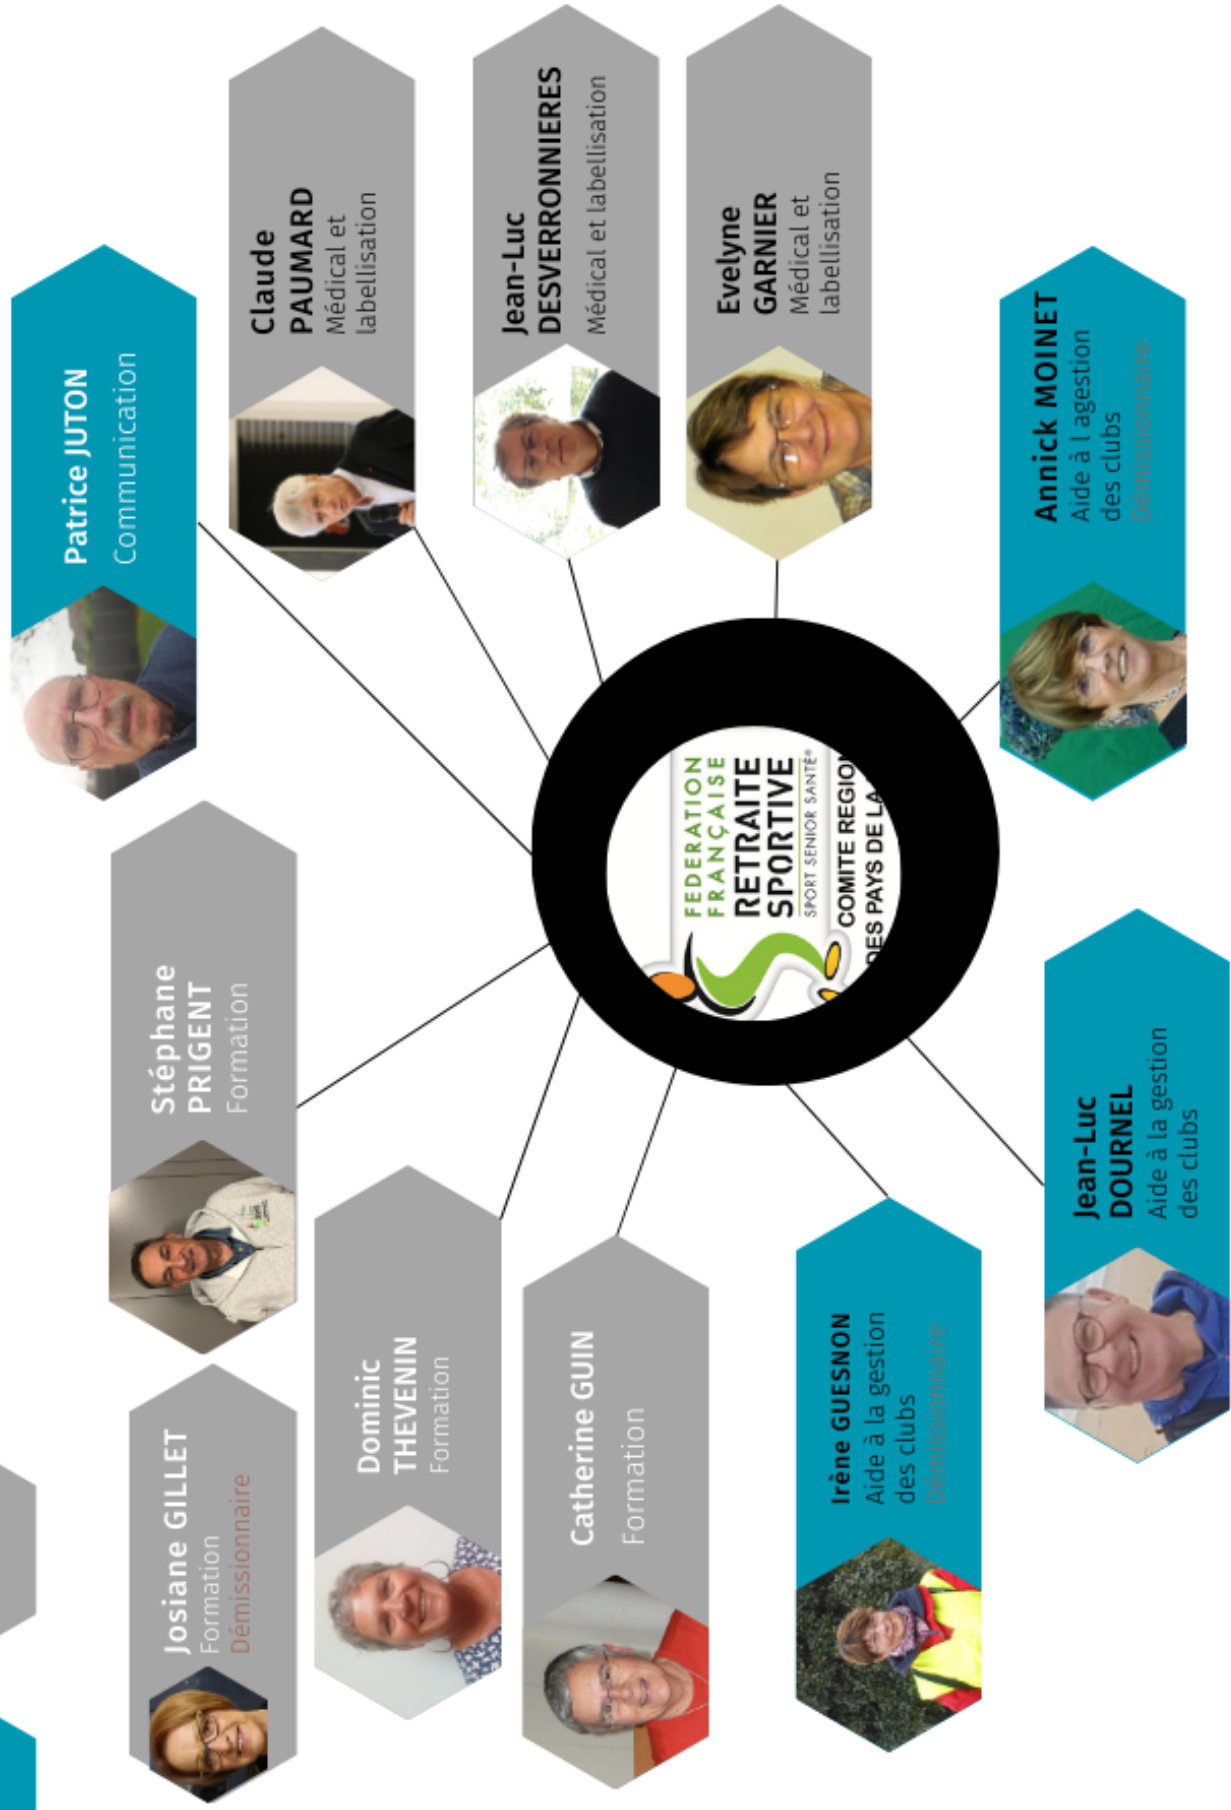 Patrice JUTON
Communication
Claude
PAUMARD
Médical et
labellisation
Jean-Luc
DESVERRONNIERES
Médical et labellisation
Evelyne
GARNIER
Médical et
labellisation
Annick MOINET
Aide à l agestion
des clubs
Démissionnaire
Stéphane
PRIGENT
Formation
FEDERATION
FRANÇAISE
RETRAITE
SPORTIVE
SPORT SENIOR SANTÉ®
COMITE REGION
DES PAYS DE LA
Josiane GILLET
Formation
Démissionnaire
Dominic
THEVENIN
Formation
Catherine GUIN
Formation
Irène GUESNON
Aide à la gestion
des clubs
Démissionnaire
Jean-Luc
DOURNEL
Aide à la gestion
des clubs